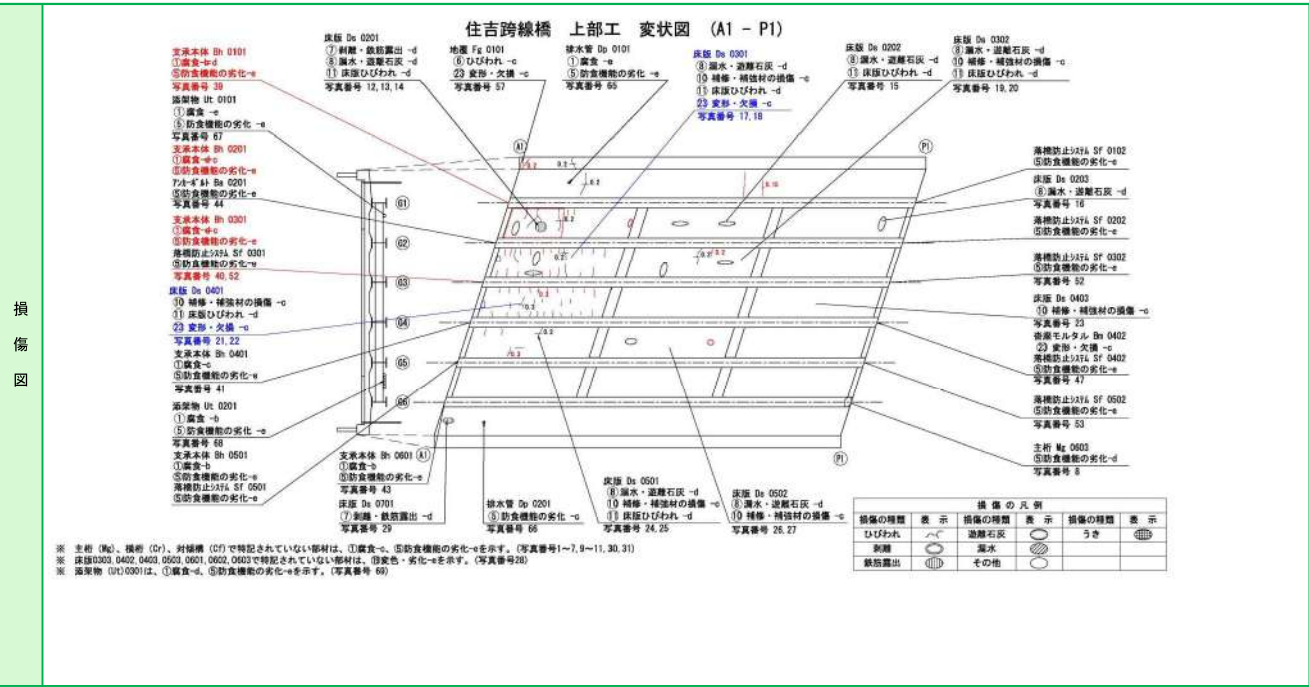 損傷図
住吉跨線橋 上部工 変状図 (A1 - P1)
支承本体 Bh 0101
⑤防食機能の劣化-e
写真番号 39
添架物 Ut 0101
①腐食 -e
⑤防食機能の劣化 -e
写真番号 67
支承本体 Bh 0201
⑤防食機能の劣化-e
アンカーボルト Ba 0201
⑤防食機能の劣化-e
写真番号 44
支承本体 Bh 0301
⑤防食機能の劣化-e
落橋防止システム Sf 0301
⑤防食機能の劣化-e
写真番号 40,52
床版 Ds 0401
⑩ 補修・補強材の損傷 -c
⑪ 床版ひびわれ -d
㉓ 変形・欠損 -c
写真番号 21,22
支承本体 Bh 0401
①腐食-c
⑤防食機能の劣化-e
写真番号 41
添架物 Ut 0201
①腐食 -b
⑤防食機能の劣化 -e
写真番号 68
支承本体 Bh 0501
①腐食-b
⑤防食機能の劣化-e
落橋防止システム Sf 0501
⑤防食機能の劣化-e
床版 Ds 0201
⑦剥離・鉄筋露出 -d
⑧漏水・遊離石灰 -d
⑪ 床版ひびわれ -d
写真番号 12,13,14
地覆 Fg 0101
⑥ひびわれ -c
23 変形・欠損 -c
写真番号 57
排水管 Dp 0101
①腐食 -e
⑤防食機能の劣化 -e
写真番号 65
床版 Ds 0301
⑧漏水・遊離石灰 -d
⑩ 補修・補強材の損傷 -c
⑪ 床版ひびわれ -d
23 変形・欠損 -c
写真番号 17,18
床版 Ds 0202
⑧漏水・遊離石灰 -d
⑪ 床版ひびわれ -d
写真番号 15
床版 Ds 0302
⑧漏水・遊離石灰 -d
⑩ 補修・補強材の損傷 -c
⑪ 床版ひびわれ -d
写真番号 19,20
落橋防止システム Sf 0102
⑤防食機能の劣化-e
床版 Ds 0203
⑧漏水・遊離石灰 -d
写真番号 16
落橋防止システム Sf 0202
⑤防食機能の劣化-e
落橋防止システム Sf 0302
⑤防食機能の劣化-e
写真番号 52
床版 Ds 0403
⑩ 補修・補強材の損傷 -c
写真番号 23
沓座モルタル Bm 0402
㉓ 変形・欠損 -c
落橋防止システム Sf 0402
⑤防食機能の劣化-e
写真番号 47
落橋防止システム Sf 0502
⑤防食機能の劣化-e
写真番号 53
主桁 Mg 0603
⑤防食機能の劣化-d
写真番号 8
A1
P1
G1
G2
G3
G4
G5
G6
0.2
0.2
0.2
0.10
0.2
0.2
0.2
0.2
0.2
0.2
0.2
A1
P1
支承本体 Bh 0601
①腐食-b
⑤防食機能の劣化-e
写真番号 43
床版 Ds 0701
⑦剥離・鉄筋露出 -d
写真番号 29
排水管 Dp 0201
⑤防食機能の劣化 -c
写真番号 66
床版 Ds 0501
⑧漏水・遊離石灰 -d
⑩ 補修・補強材の損傷 -c
⑪ 床版ひびわれ -d
写真番号 24,25
床版 Ds 0502
⑧漏水・遊離石灰 -d
⑩ 補修・補強材の損傷 -c
写真番号 26,27
損傷の凡例
損傷の種類 表示 損傷の種類 表示 損傷の種類 表示
ひびわれ 遊離石灰 うき
剥離 漏水
鉄筋露出 その他
※ 主桁 (Mg)、横桁 (Cr)、対傾構 (Cf)で特記されていない部材は、①腐食-c、⑤防食機能の劣化-eを示す。(写真番号1~7,9~11,30,31)
※ 床版0303,0402,0403,0503,0601,0602,0603で特記されていない部材は、⑲変色・劣化-eを示す。(写真番号28)
※ 添架物 (Ut)0301は、①腐食-d、⑤防食機能の劣化-eを示す。(写真番号 69)